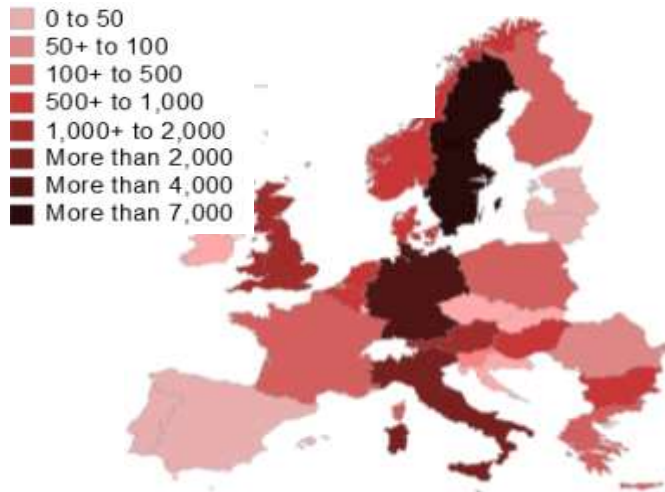 0 to 50
50+ to 100
100+ to 500
500+ to 1,000
1,000+ to 2,000
More than 2,000
More than 4,000
More than 7,000